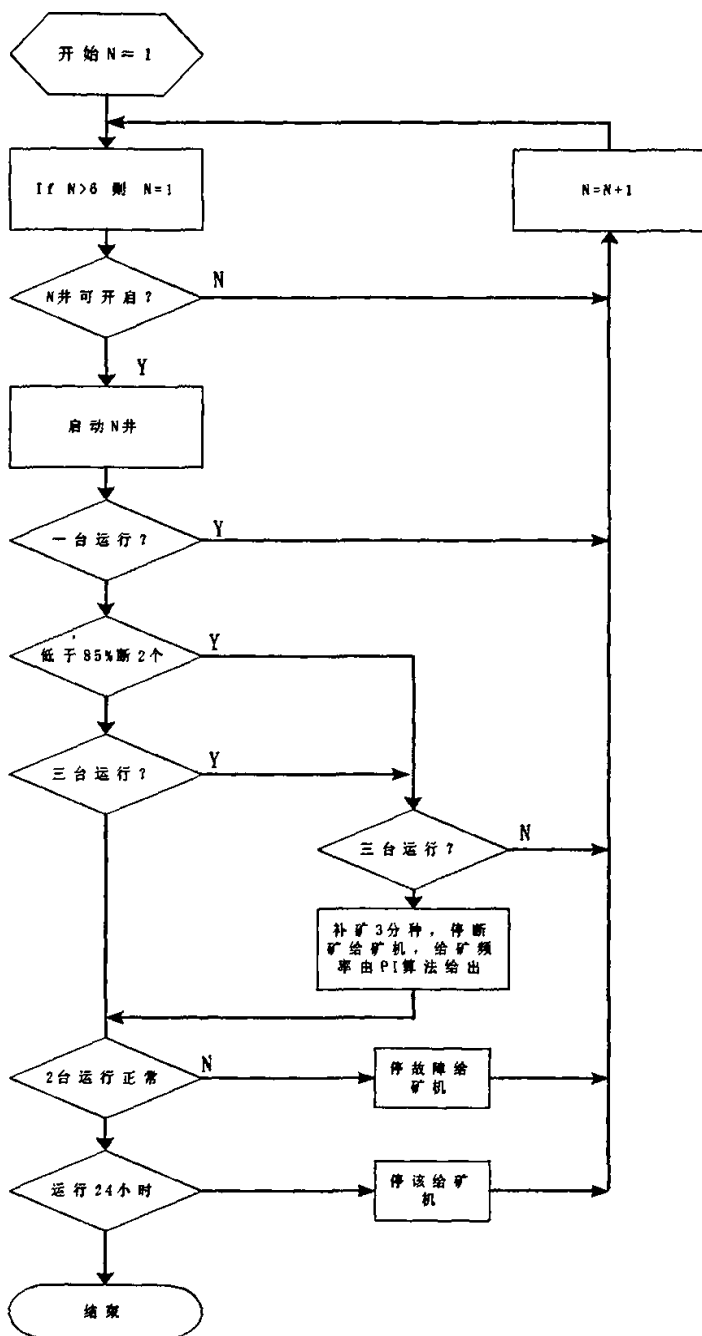 开始N=1
If N>6 则 N=1
N=N+1
N井可开启?
N
Y
启动N井
一台运行?
Y
低于85%断2个
Y
三台运行?
Y
三台运行?
N
补矿3分种,停断
矿给矿机,给矿频
率由PI算法给出
2台运行正常
N
停故障给
矿机
运行24小时
停该给矿
机
结束